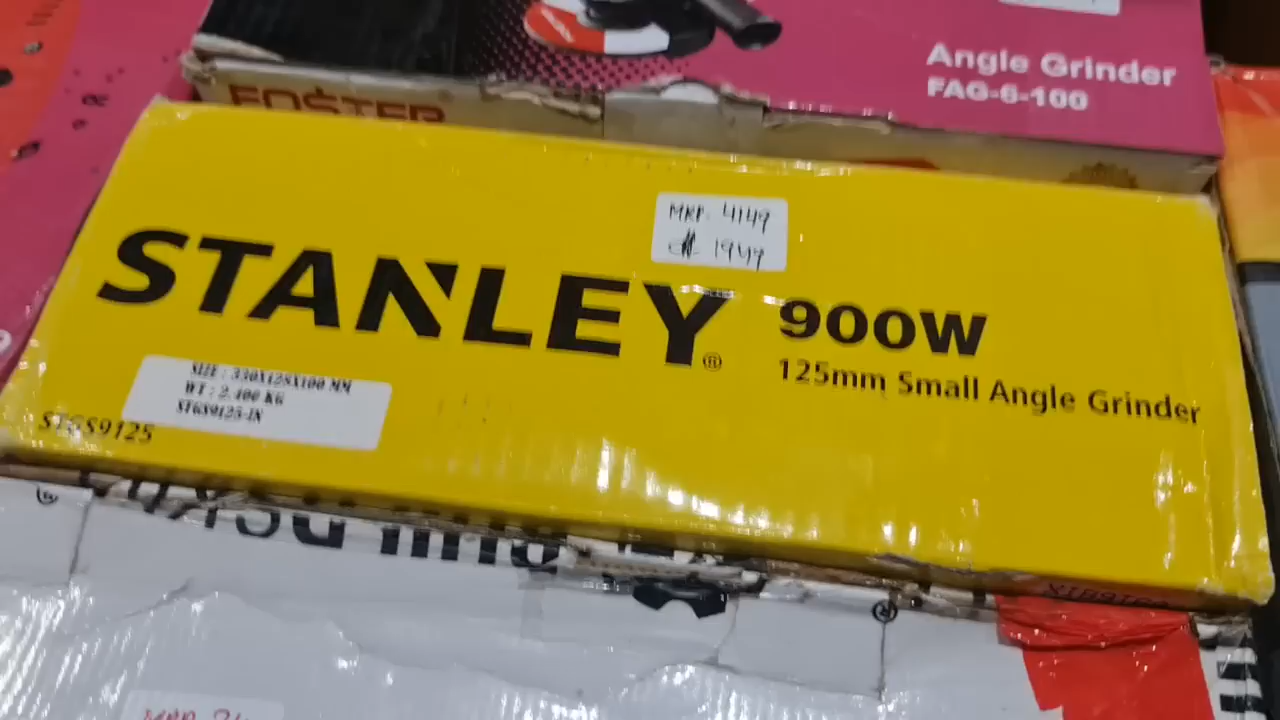 Angle Grinder
FAG-6-100
FOSTER
MRP. 4149
1949
STANLEY®
900W
125mm Small Angle Grinder
SIZE : 330X128X100 MM
WT : 2.400 KG
STGS9125-IN
STGS9125